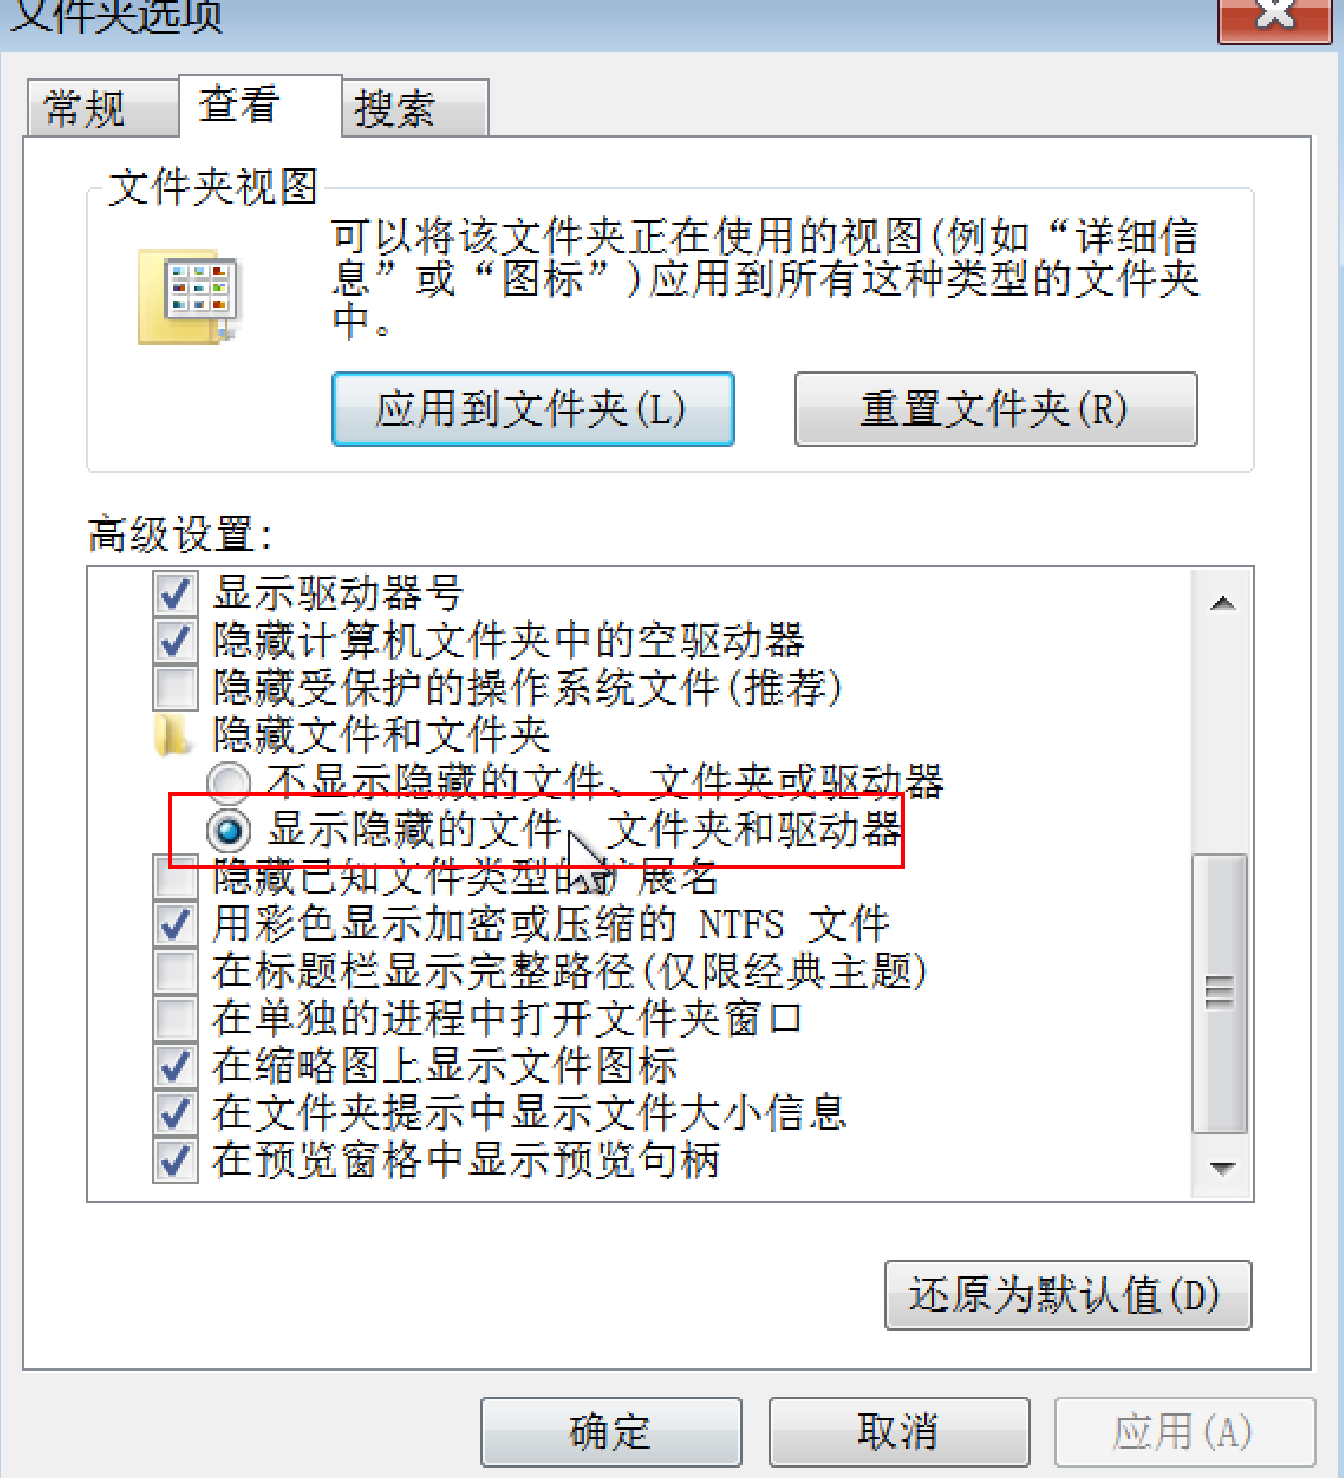 文件夹选项
常规
查看
搜索
文件夹视图
可以将该文件夹正在使用的视图(例如“详细信
息”或“图标”)应用到所有这种类型的文件夹
中。
应用到文件夹(L)
重置文件夹(R)
高级设置:
显示驱动器号
隐藏计算机文件夹中的空驱动器
隐藏受保护的操作系统文件(推荐)
隐藏文件和文件夹
不显示隐藏的文件、文件夹或驱动器
显示隐藏的文件、文件夹和驱动器
隐藏已知文件类型的扩展名
用彩色显示加密或压缩的 NTFS 文件
在标题栏显示完整路径(仅限经典主题)
在单独的进程中打开文件夹窗口
在缩略图上显示文件图标
在文件夹提示中显示文件大小信息
在预览窗格中显示预览句柄
还原为默认值(D)
确定
取消
应用(A)